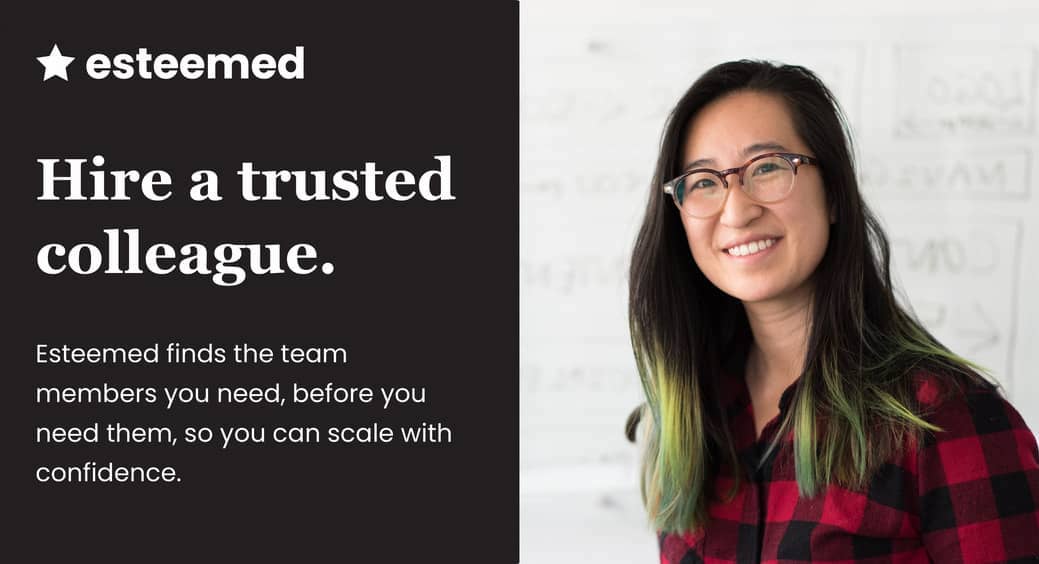 esteemed
Hire a trusted
colleague.
Esteemed finds the team
members you need, before you
need them, so you can scale with
confidence.